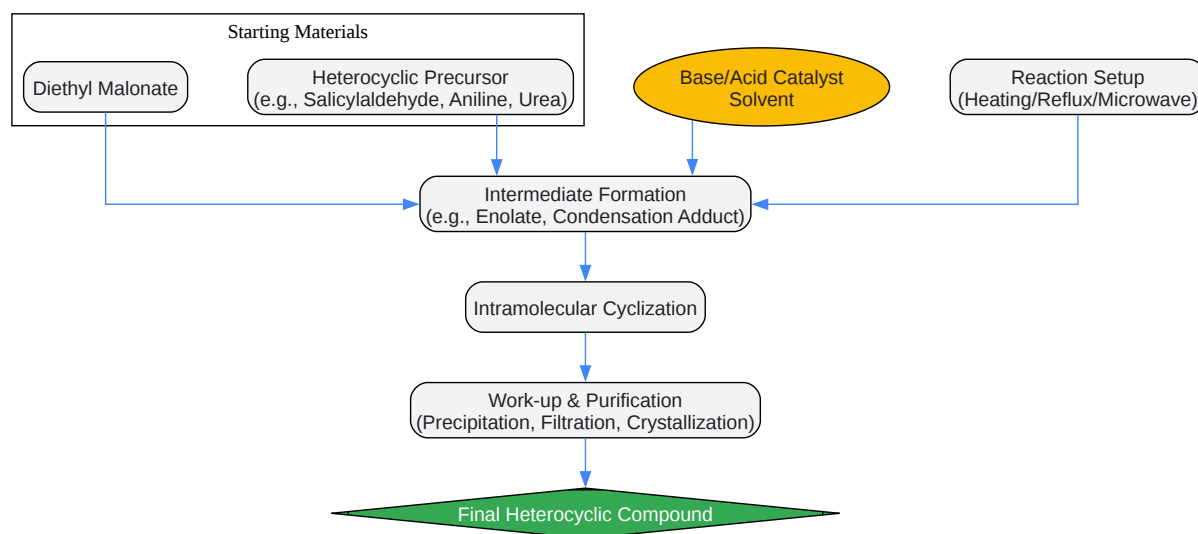 Starting Materials
Diethyl Malonate
Heterocyclic Precursor
(e.g., Salicylaldehyde, Aniline, Urea)
Base/Acid Catalyst
Solvent
Reaction Setup
(Heating/Reflux/Microwave)
Intermediate Formation
(e.g., Enolate, Condensation Adduct)
Intramolecular Cyclization
Work-up & Purification
(Precipitation, Filtration, Crystallization)
Final Heterocyclic Compound